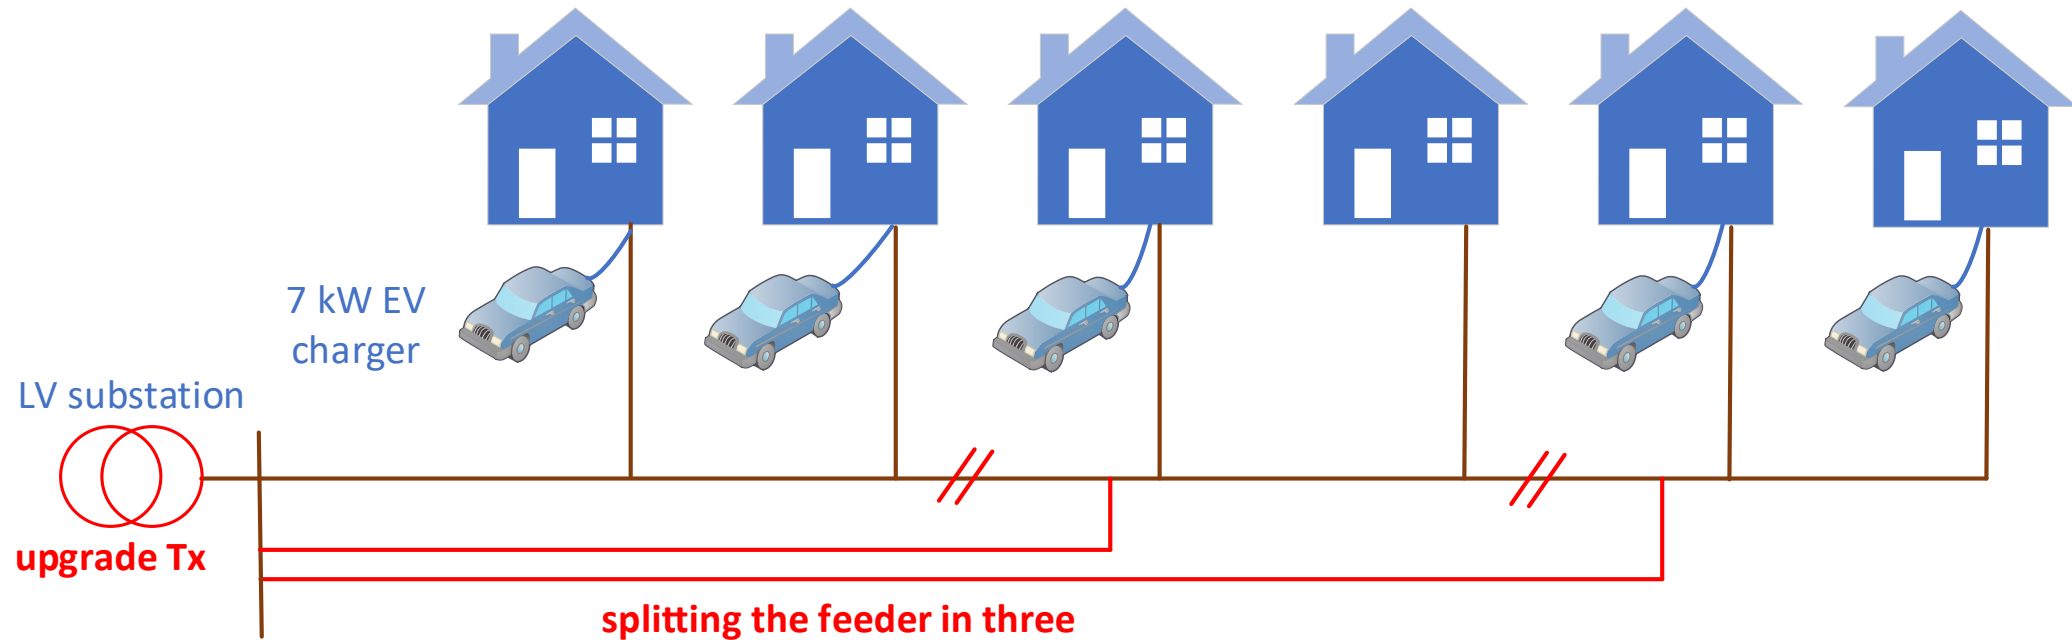 7 kW EV
charger
LV substation
upgrade Tx
splitting the feeder in three